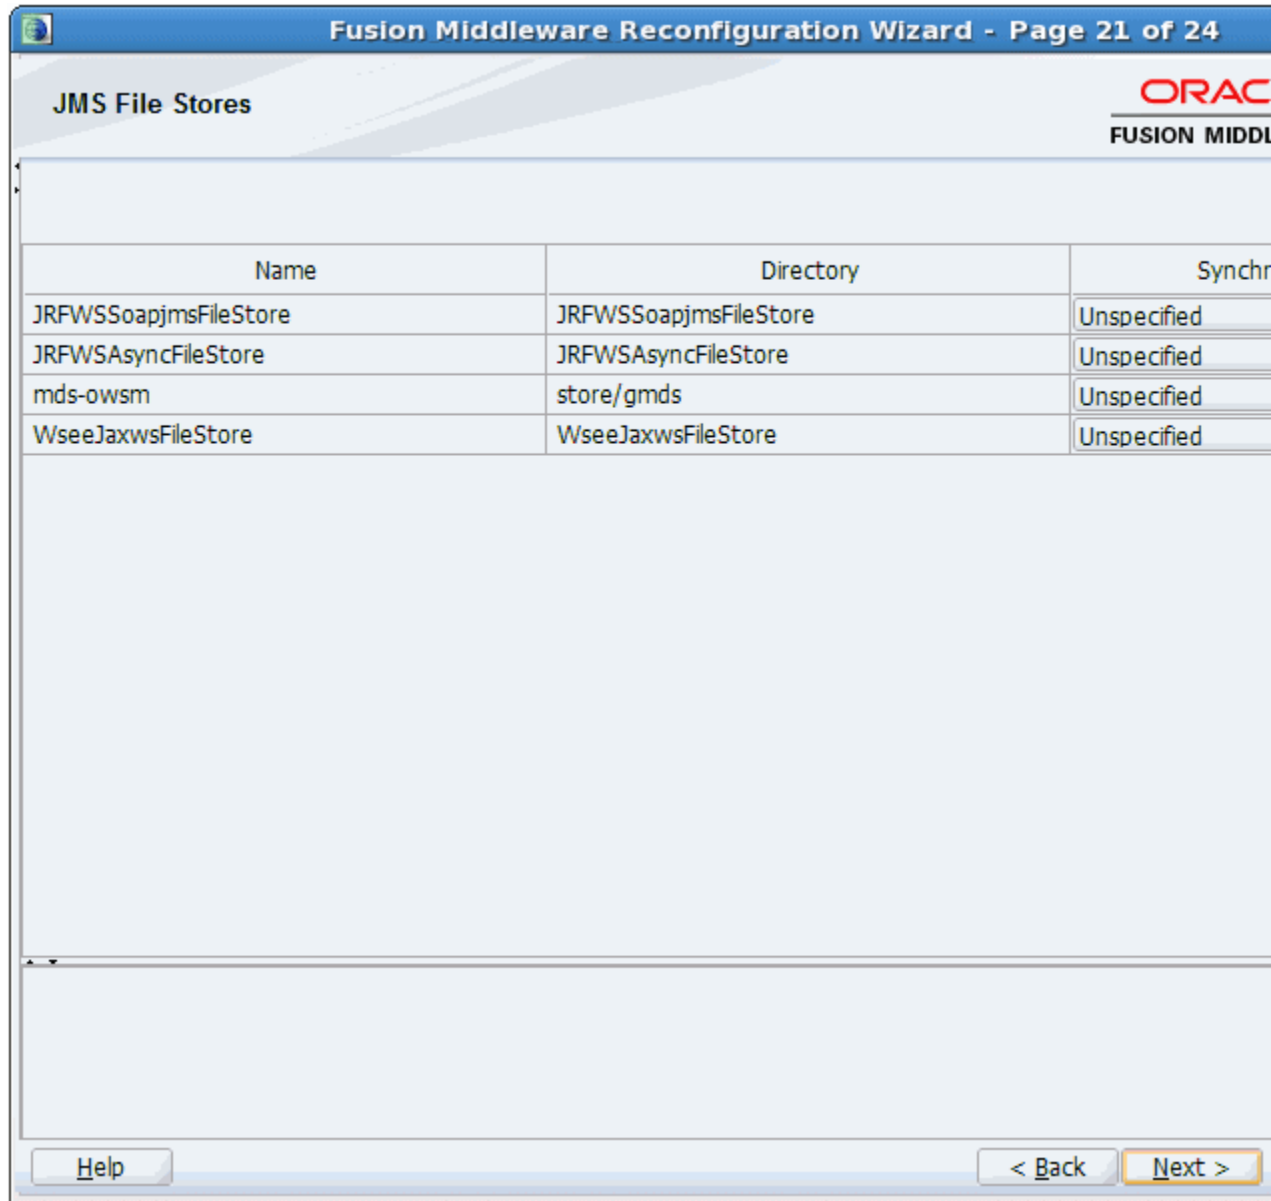 Fusion Middleware Reconfiguration Wizard - Page 21 of 24
JMS File Stores
ORAC
FUSION MIDDL
Name Directory Synchr
JRFWSSoapjmsFileStore JRFWSSoapjmsFileStore Unspecified
JRFWSAsyncFileStore JRFWSAsyncFileStore Unspecified
mds-owsm store/gmds Unspecified
WseeJaxwsFileStore WseeJaxwsFileStore Unspecified
Help < Back Next >